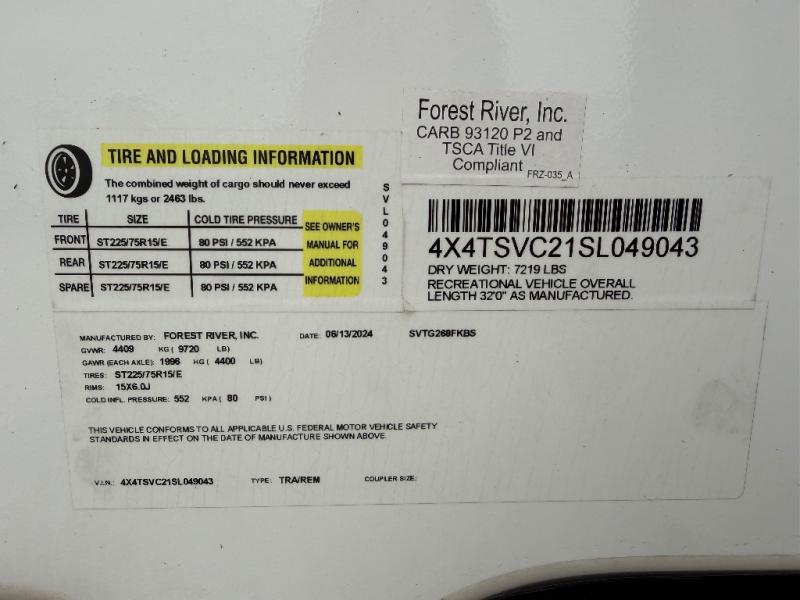 Forest River, Inc.
CARB 93120 P2 and
TSCA Title VI
Compliant
FRZ-035_A
TIRE AND LOADING INFORMATION
The combined weight of cargo should never exceed
1117 kgs or 2463 lbs.
TIRE SIZE COLD TIRE PRESSURE
FRONT ST225/75R15/E 80 PSI / 552 KPA
REAR ST225/75R15/E 80 PSI / 552 KPA
SPARE ST225/75R15/E 80 PSI / 552 KPA
SEE OWNER'S
MANUAL FOR
ADDITIONAL
INFORMATION
SVL049043
4X4TSVC21SL049043
DRY WEIGHT: 7219 LBS
RECREATIONAL VEHICLE OVERALL
LENGTH 32'0" AS MANUFACTURED.
MANUFACTURED BY: FOREST RIVER, INC. DATE: 06/13/2024 SVTG268FKBS
GVWR: 4409 KG ( 9720 LB)
GAWR (EACH AXLE): 1996 KG ( 4400 LB)
TIRES: ST225/75R15/E
RIMS: 15X6.0J
COLD INFL. PRESSURE: 552 KPA ( 80 PSI )
THIS VEHICLE CONFORMS TO ALL APPLICABLE U.S. FEDERAL MOTOR VEHICLE SAFETY
STANDARDS IN EFFECT ON THE DATE OF MANUFACTURE SHOWN ABOVE.
V.I.N.: 4X4TSVC21SL049043 TYPE: TRA/REM COUPLER SIZE: